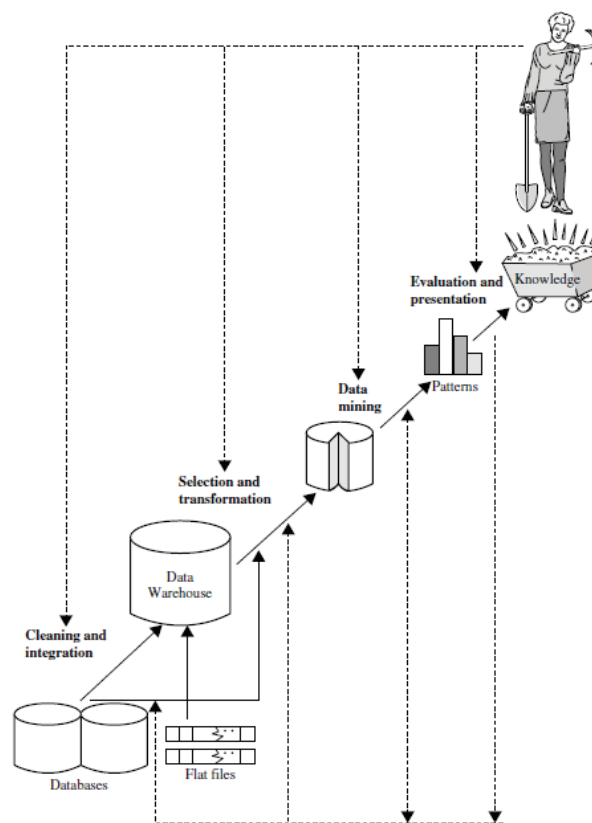 Evaluation and
presentation
Knowledge
Patterns
Data
mining
Selection and
transformation
Data
Warehouse
Cleaning and
integration
Flat files
Databases